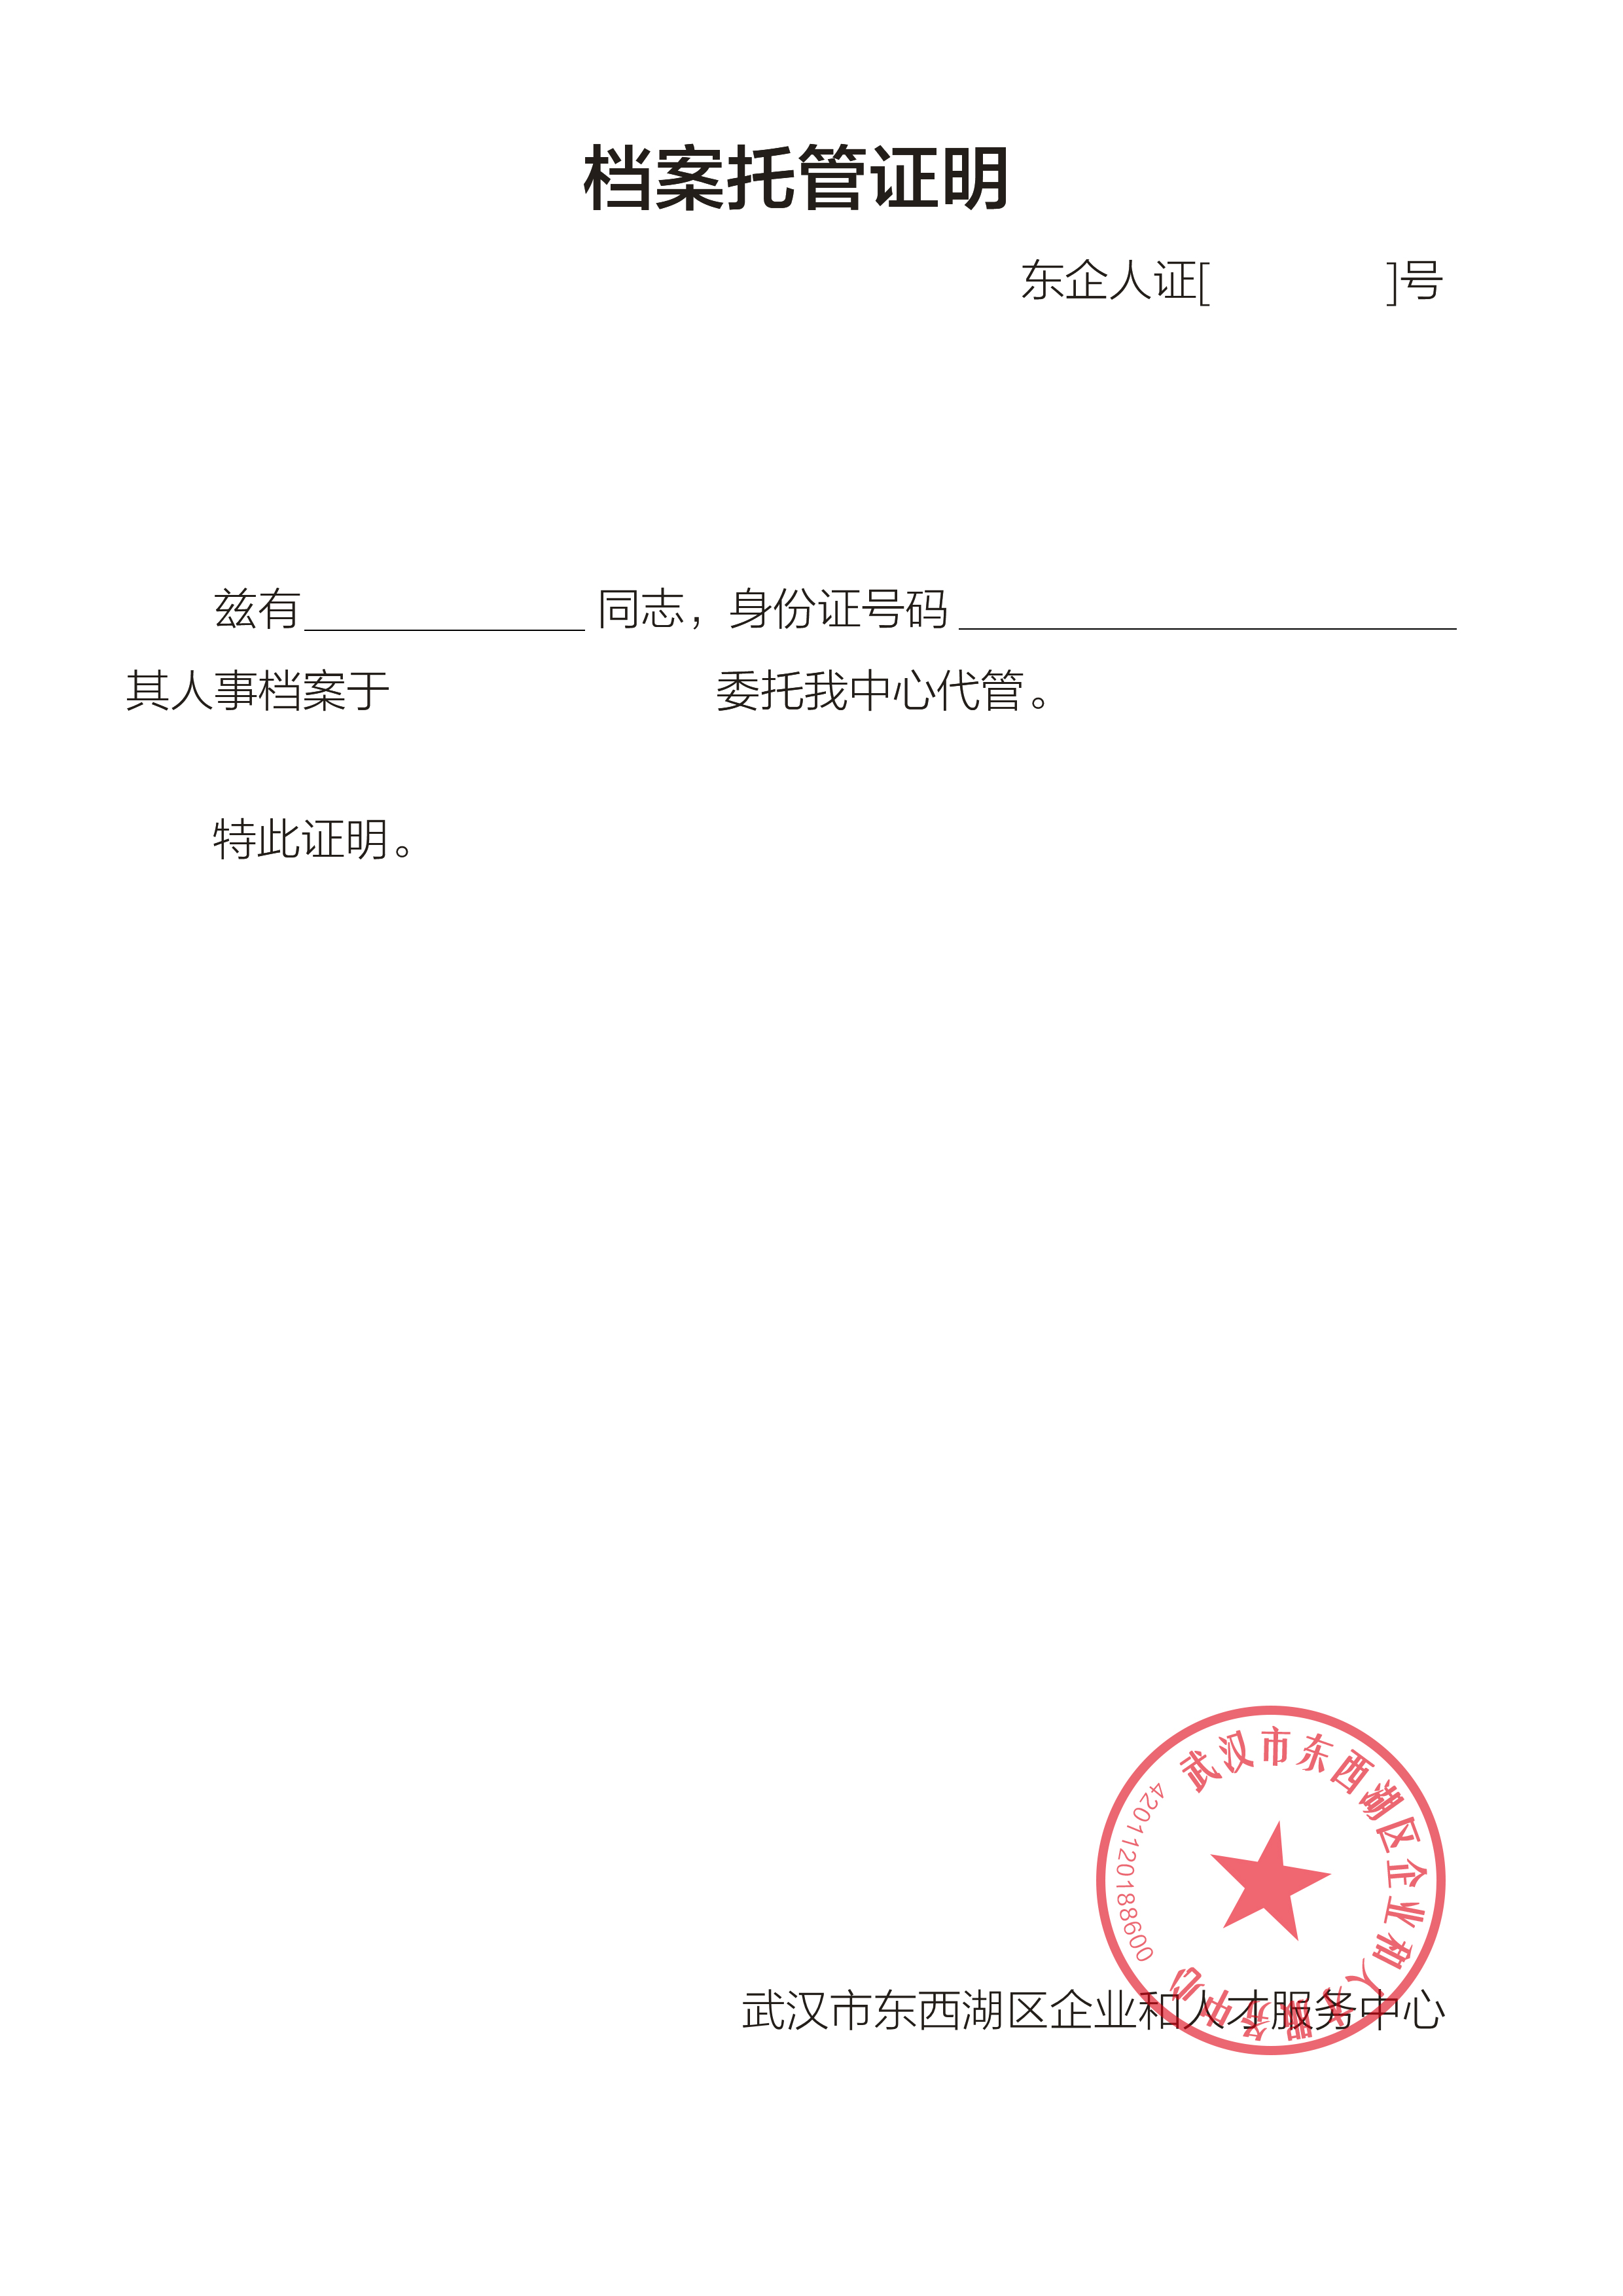 档案托管证明
东企人证[ ]号
兹有____________同志，身份证号码______________________
其人事档案于 委托我中心代管。
特此证明。
武汉市东西湖区企业和人才服务中心
4201120188600
武汉市东西湖区企业和人才服务中心